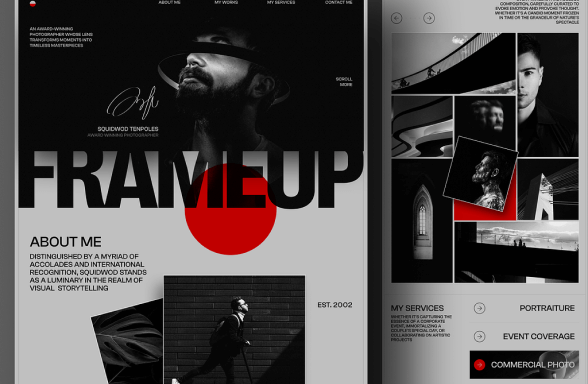 ABOUT ME
MY WORKS
MY SERVICES
CONTACT ME
AN AWARD-WINNING
PHOTOGRAPHER WHOSE LENS
TRANSFORMS MOMENTS INTO
TIMELESS MASTERPIECES
SCROLL
MORE
SQUIDWOD TENPOLES
AWARD WINNING PHOTOGRAPHER
FRAMEUP
ABOUT ME
DISTINGUISHED BY A MYRIAD OF
ACCOLADES AND INTERNATIONAL
RECOGNITION, SQUIDWOD STANDS
AS A LUMINARY IN THE REALM OF
VISUAL STORYTELLING
EST. 2002
COMPOSITION, CAREFULLY CURATED TO
EVOKE EMOTION AND PROVOKE THOUGHT,
WHETHER IT'S A CANDID MOMENT FROZEN
IN TIME OR THE GRANDEUR OF NATURE'S
SPECTACLE
MY SERVICES
WHETHER IT'S CAPTURING THE
ESSENCE OF A CORPORATE
EVENT, IMMORTALIZING A
COUPLE'S SPECIAL DAY, OR
COLLABORATING ON ARTISTIC
PROJECTS
PORTRAITURE
EVENT COVERAGE
COMMERCIAL PHOTO